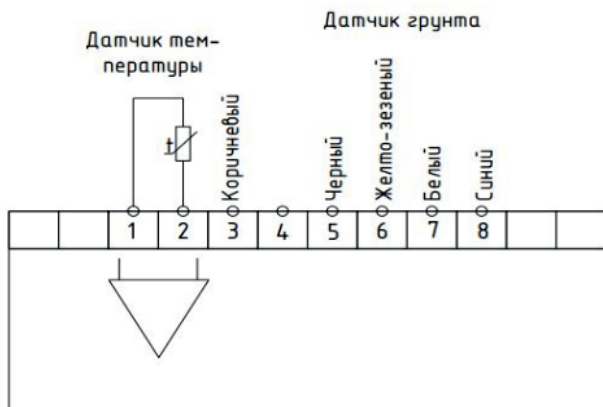 Датчик тем-
пературы
Датчик грунта
t
Коричневый
Черный
Желто-зезеный
Белый
Синий
1 2 3 4 5 6 7 8